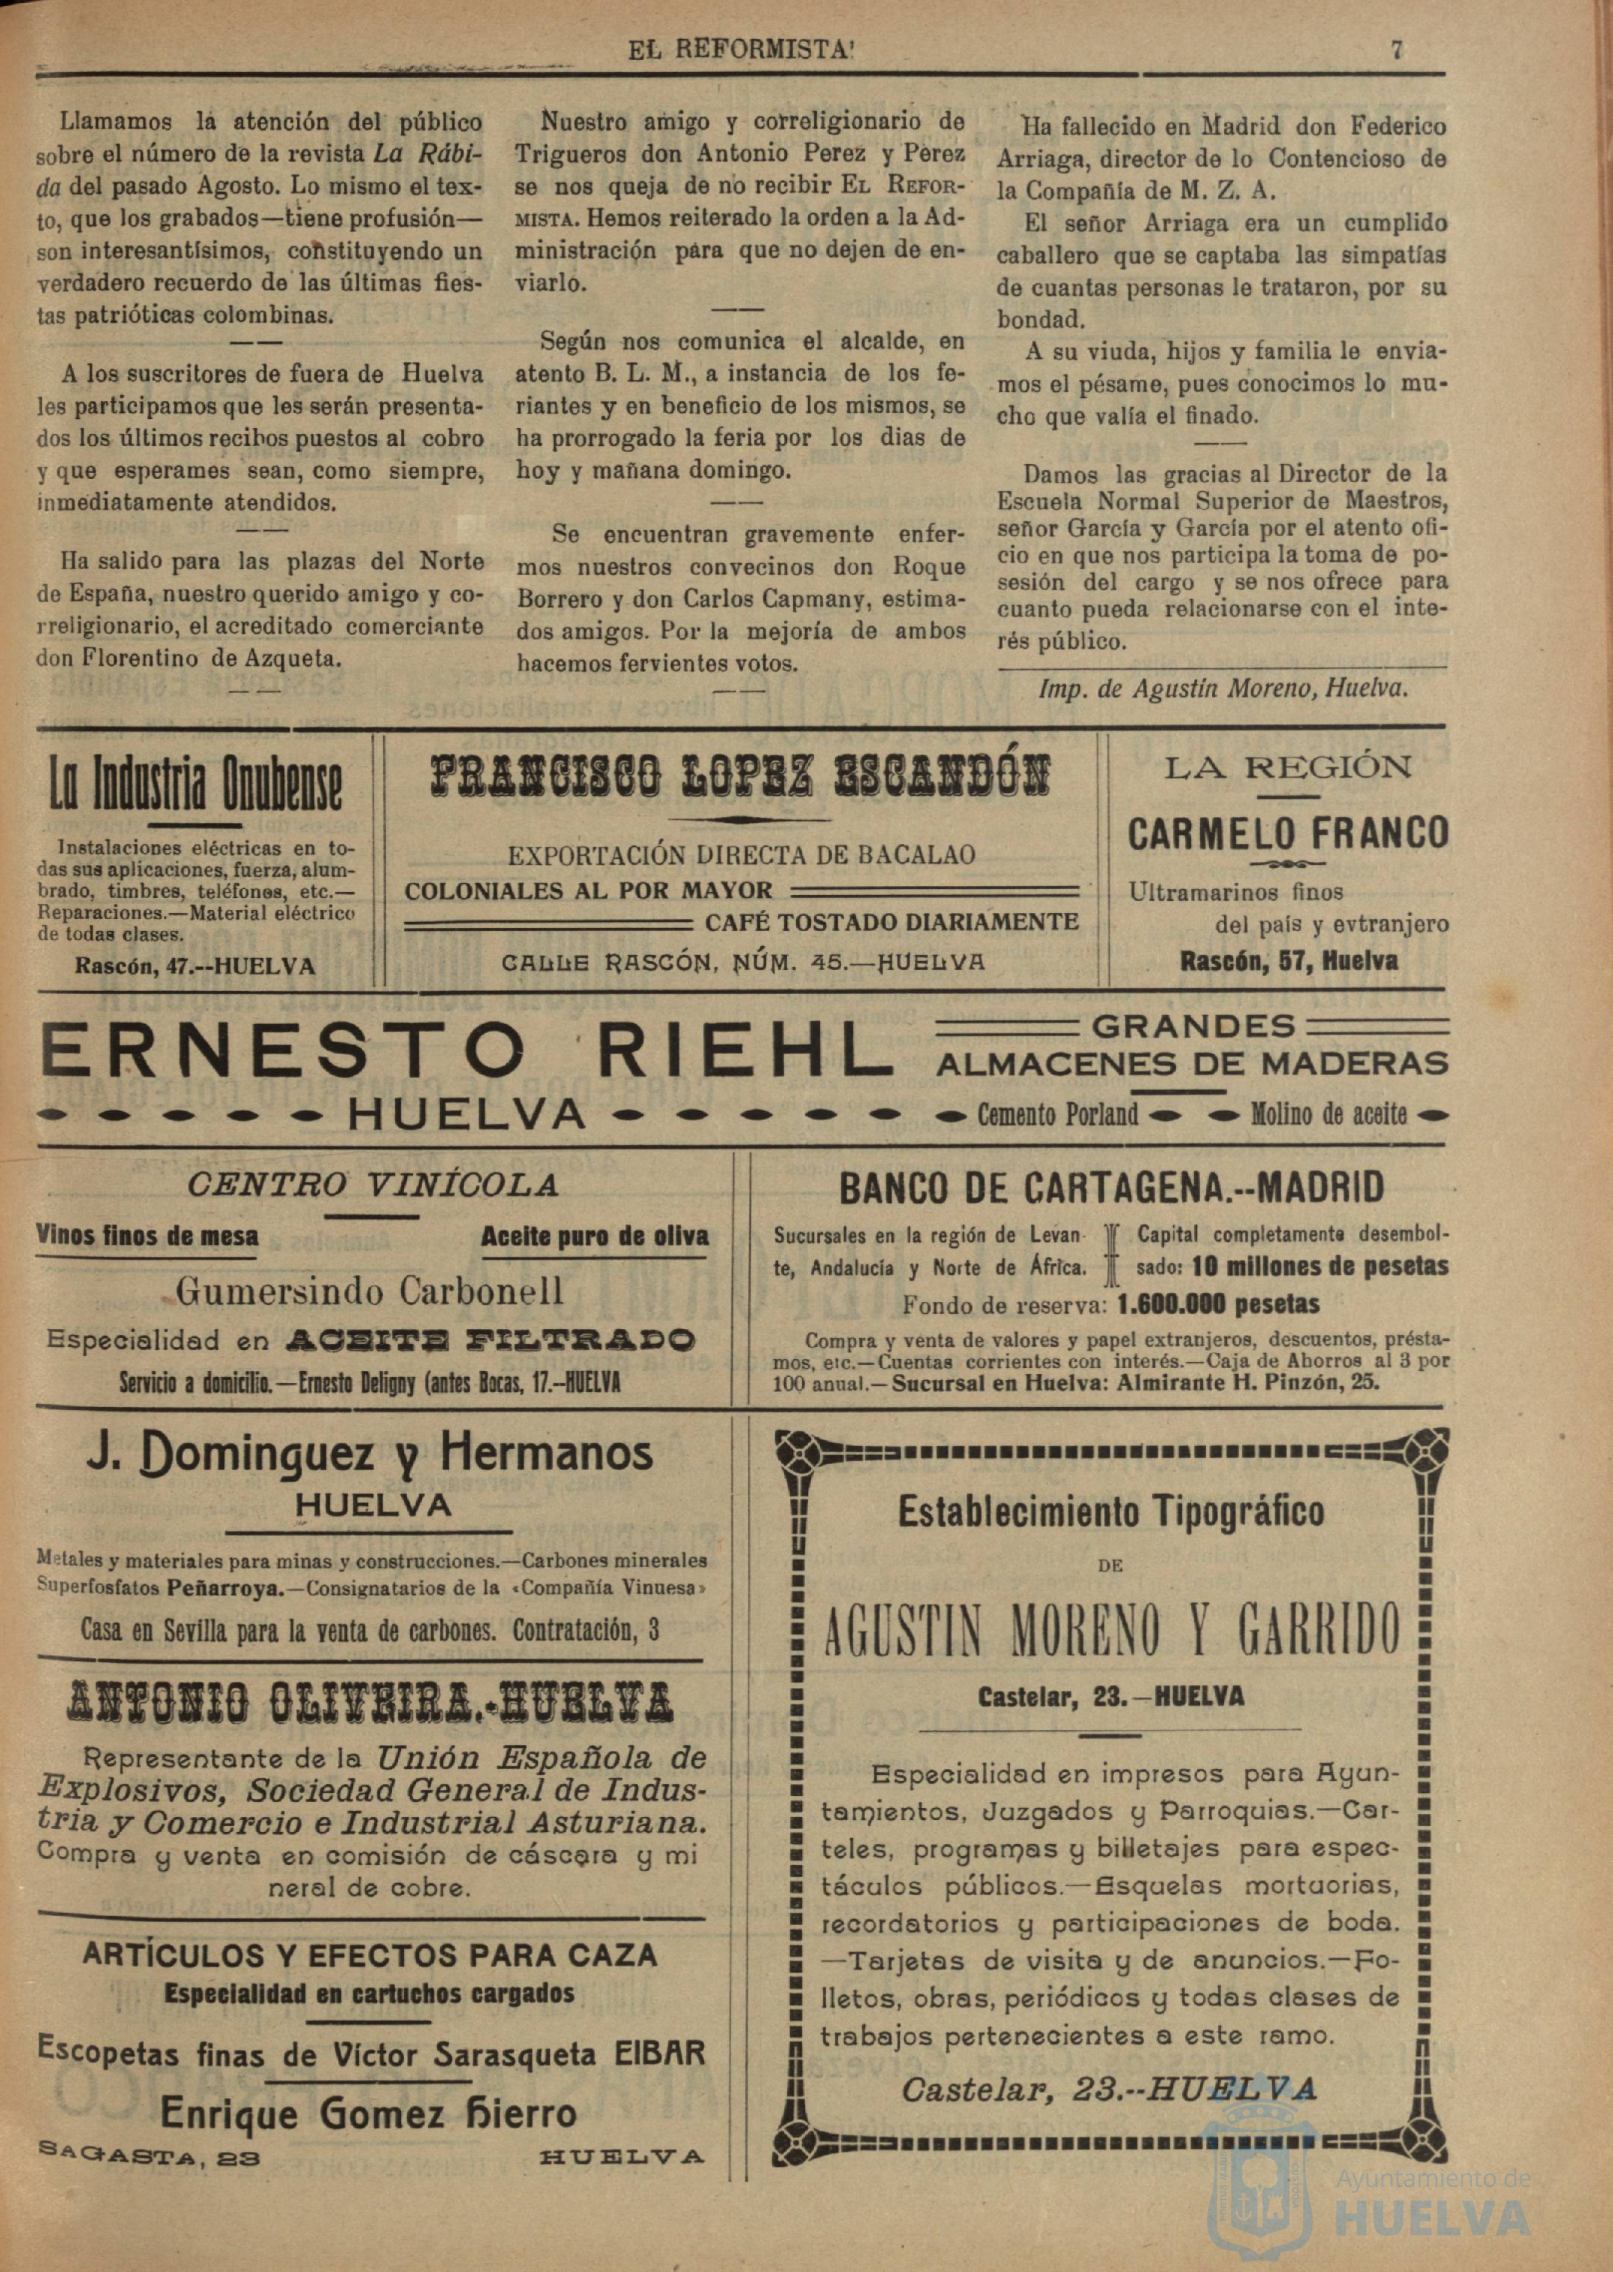 EL REFORMISTA
7
Llamamos la atención del público
sobre el número de la revista La Rábi-
da del pasado Agosto. Lo mismo el tex-
to, que los grabados—tiene profusión—
son interesantísimos, constituyendo un
verdadero recuerdo de las últimas fies-
tas patrióticas colombinas.
A los suscritores de fuera de Huelva
les participamos que les serán presenta-
dos los últimos recibos puestos al cobro
y que esperames sean, como siempre,
inmediatamente atendidos.
Ha salido para las plazas del Norte
de España, nuestro querido amigo y co-
rreligionario, el acreditado comerciante
don Florentino de Azqueta.
Nuestro amigo y correligionario de
Trigueros don Antonio Perez y Perez
se nos queja de no recibir EL REFOR-
MISTA. Hemos reiterado la orden a la Ad-
ministración para que no dejen de en-
viarlo.
Según nos comunica el alcalde, en
atento B. L. M., a instancia de los fe-
riantes y en beneficio de los mismos, se
ha prorrogado la feria por los dias de
hoy y mañana domingo.
Se encuentran gravemente enfer-
mos nuestros convecinos don Roque
Borrero y don Carlos Capmany, estima-
dos amigos. Por la mejoría de ambos
hacemos fervientes votos.
Ha fallecido en Madrid don Federico
Arriaga, director de lo Contencioso de
la Compañía de M. Z. A.
El señor Arriaga era un cumplido
caballero que se captaba las simpatías
de cuantas personas le trataron, por su
bondad.
A su viuda, hijos y familia le envia-
mos el pésame, pues conocimos lo mu-
cho que valía el finado.
Damos las gracias al Director de la
Escuela Normal Superior de Maestros,
señor García y García por el atento ofi-
cio en que nos participa la toma de po-
sesión del cargo y se nos ofrece para
cuanto pueda relacionarse con el inte-
rés público.
Imp. de Agustín Moreno, Huelva.
La Industria Onubense
Instalaciones eléctricas en to-
das sus aplicaciones, fuerza, alum-
brado, timbres, teléfonos, etc.—
Reparaciones.—Material eléctrico
de todas clases.
Rascón, 47.--HUELVA
FRANCISCO LOPEZ ESCANDÓN
EXPORTACIÓN DIRECTA DE BACALAO
COLONIALES AL POR MAYOR
CAFÉ TOSTADO DIARIAMENTE
CALLE RASCÓN, NÚM. 45.—HUELVA
LA REGIÓN
CARMELO FRANCO
Ultramarinos finos
del país y evtranjero
Rascón, 57, Huelva
ERNESTO RIEHL
HUELVA
GRANDES
ALMACENES DE MADERAS
Cemento Porland
Molino de aceite
CENTRO VINÍCOLA
Vinos finos de mesa
Aceite puro de oliva
Gumersindo Carbonell
Especialidad en ACEITE FILTRADO
Servicio a domicilio.—Ernesto Deligny (antes Bocas, 17.--HUELVA
BANCO DE CARTAGENA.--MADRID
Sucursales en la región de Levan-
te, Andalucía y Norte de África.
Capital completamente desembol-
sado: 10 millones de pesetas
Fondo de reserva: 1.600.000 pesetas
Compra y venta de valores y papel extranjeros, descuentos, présta-
mos, etc.—Cuentas corrientes con interés.—Caja de Ahorros al 3 por
100 anual.—Sucursal en Huelva: Almirante H. Pinzón, 25.
J. Dominguez y Hermanos
HUELVA
Metales y materiales para minas y construcciones.—Carbones minerales
Superfosfatos Peñarroya.—Consignatarios de la «Compañía Vinuesa»
Casa en Sevilla para la venta de carbones. Contratación, 3
ANTONIO OLIVEIRA.-HUELVA
Representante de la Unión Española de
Explosivos, Sociedad General de Indus-
tria y Comercio e Industrial Asturiana.
Compra y venta en comisión de cáscara y mi
neral de cobre.
ARTÍCULOS Y EFECTOS PARA CAZA
Especialidad en cartuchos cargados
Escopetas finas de Víctor Sarasqueta EIBAR
Enrique Gomez Hierro
SAGASTA, 23
HUELVA
Establecimiento Tipográfico
DE
AGUSTIN MORENO Y GARRIDO
Castelar, 23.—HUELVA
Especialidad en impresos para Ayun-
tamientos, Juzgados y Parroquias.—Car-
teles, programas y billetajes para espec-
táculos públicos.—Esquelas mortuorias,
recordatorios y participaciones de boda.
—Tarjetas de visita y de anuncios.—Fo-
lletos, obras, periódicos y todas clases de
trabajos pertenecientes a este ramo.
Castelar, 23.--HUELVA
Ayuntamiento de
HUELVA